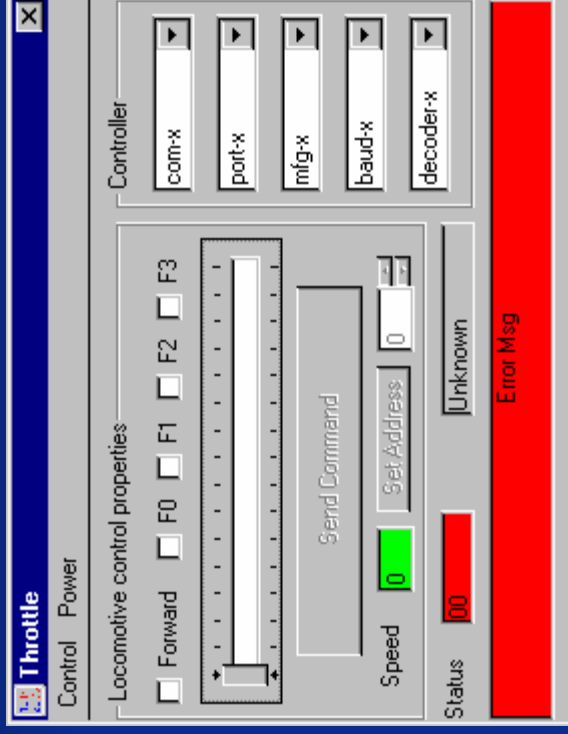 Throttle
Control Power
Locomotive control properties
Forward F0 F1 F2 F3
Send Command
Speed 0 Set Address 0
Status 00 Unknown
Controller
com-x
port-x
mfg-x
baud-x
decoder-x
Error Msg